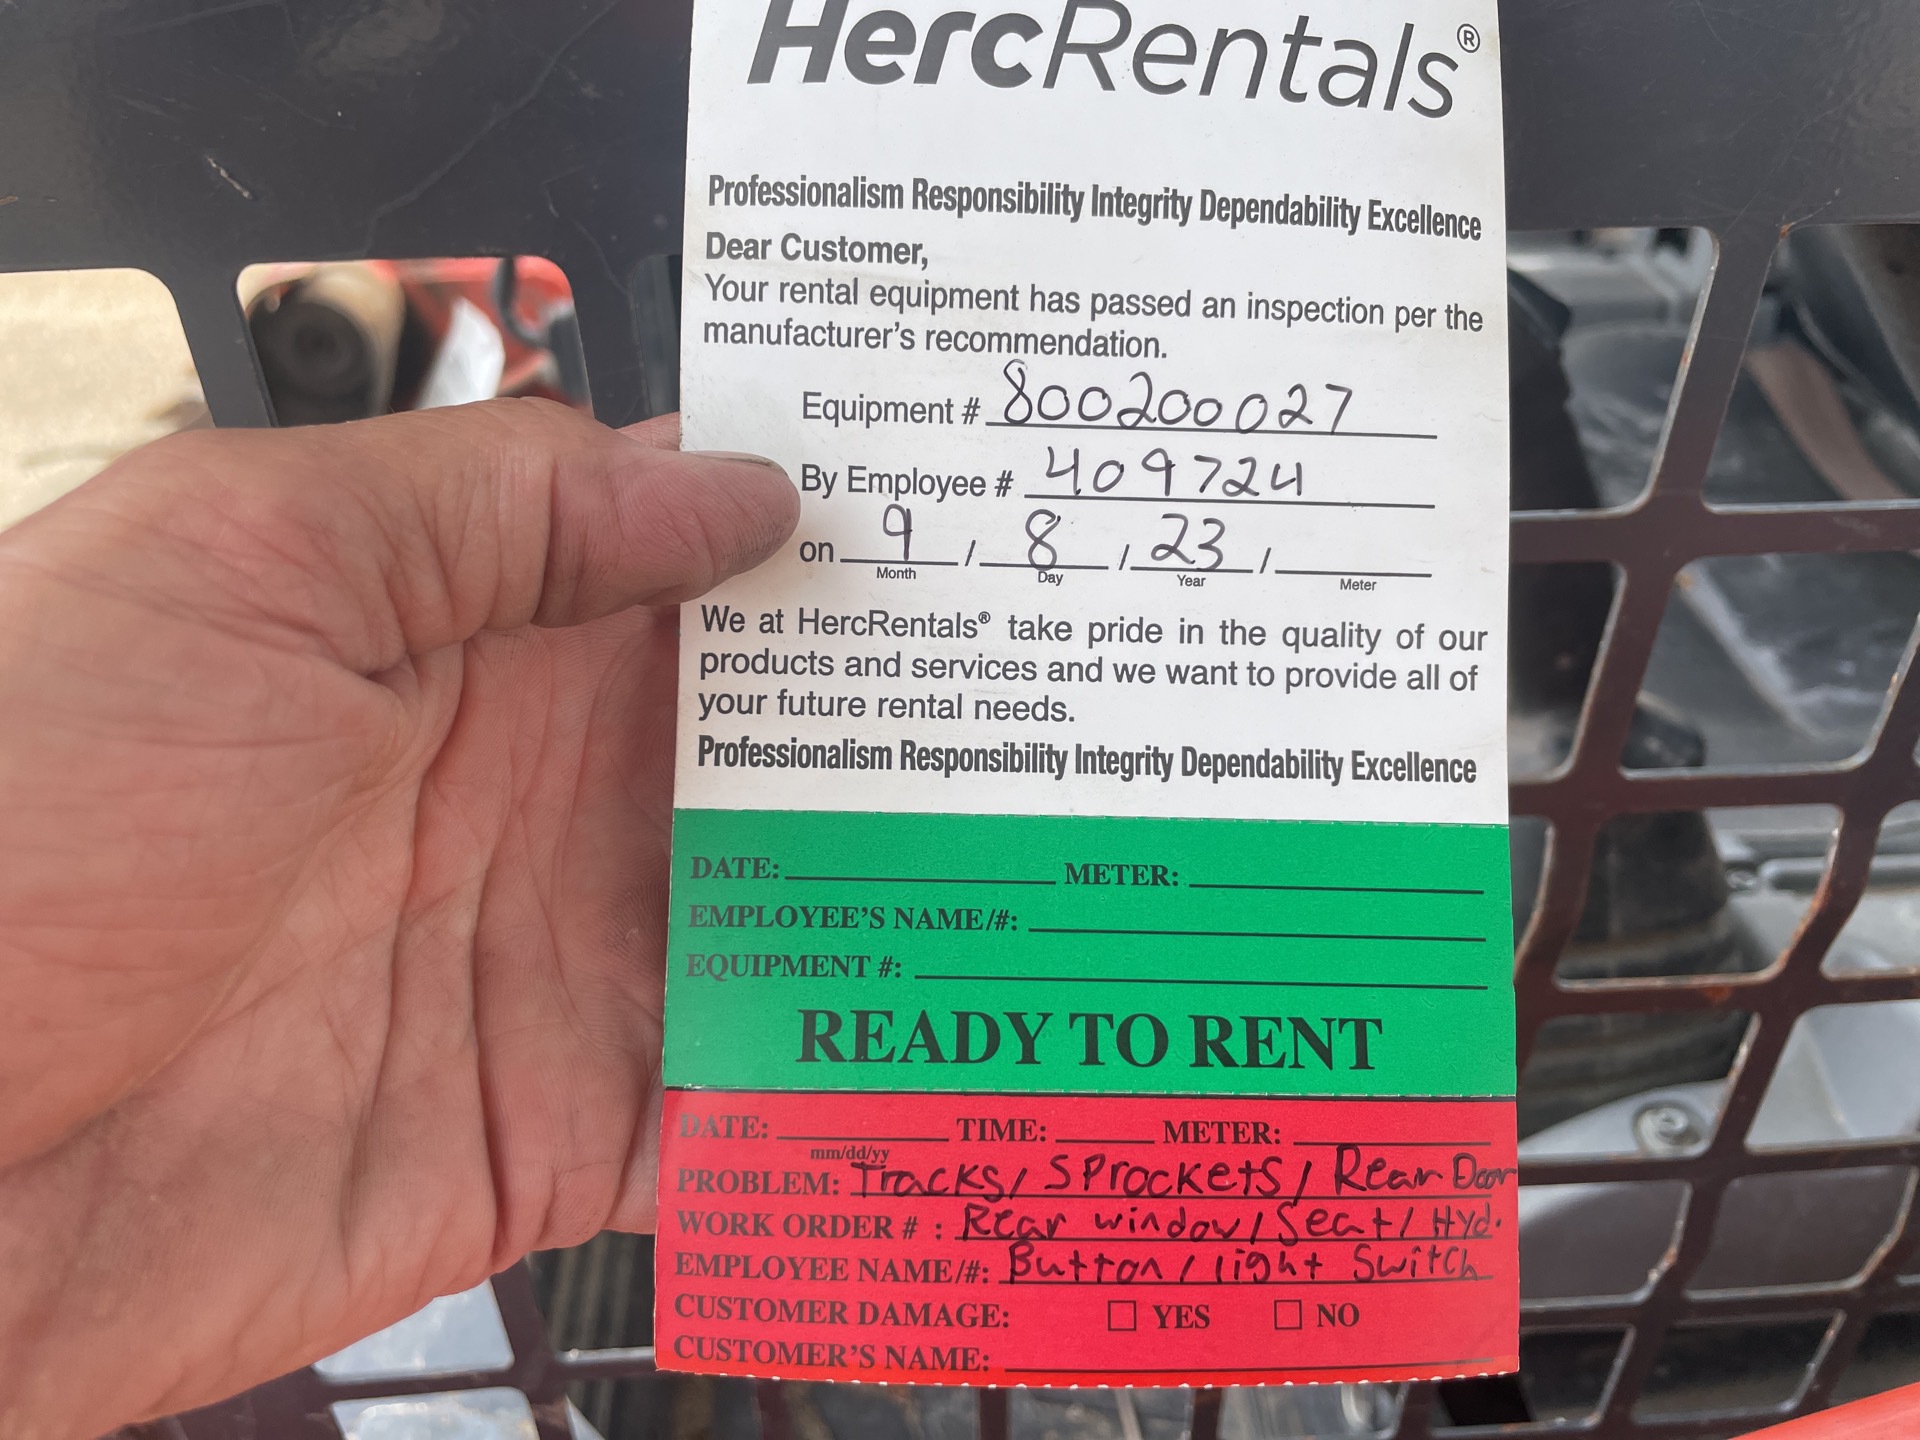 HercRentals®
Professionalism Responsibility Integrity Dependability Excellence
Dear Customer,
Your rental equipment has passed an inspection per the
manufacturer's recommendation.
Equipment # 800200027
By Employee # 409724
on 9 / 8 / 23 /
Month Day Year Meter
We at HercRentals® take pride in the quality of our
products and services and we want to provide all of
your future rental needs.
Professionalism Responsibility Integrity Dependability Excellence
DATE: METER:
EMPLOYEE'S NAME/#:
EQUIPMENT #:
READY TO RENT
DATE: TIME: METER:
mm/dd/yy
PROBLEM: Tracks/ Sprockets/ Rear Door
WORK ORDER # : Rear window/ Seat/ Hyd.
EMPLOYEE NAME/#: Button / light Switch
CUSTOMER DAMAGE: YES NO
CUSTOMER'S NAME: